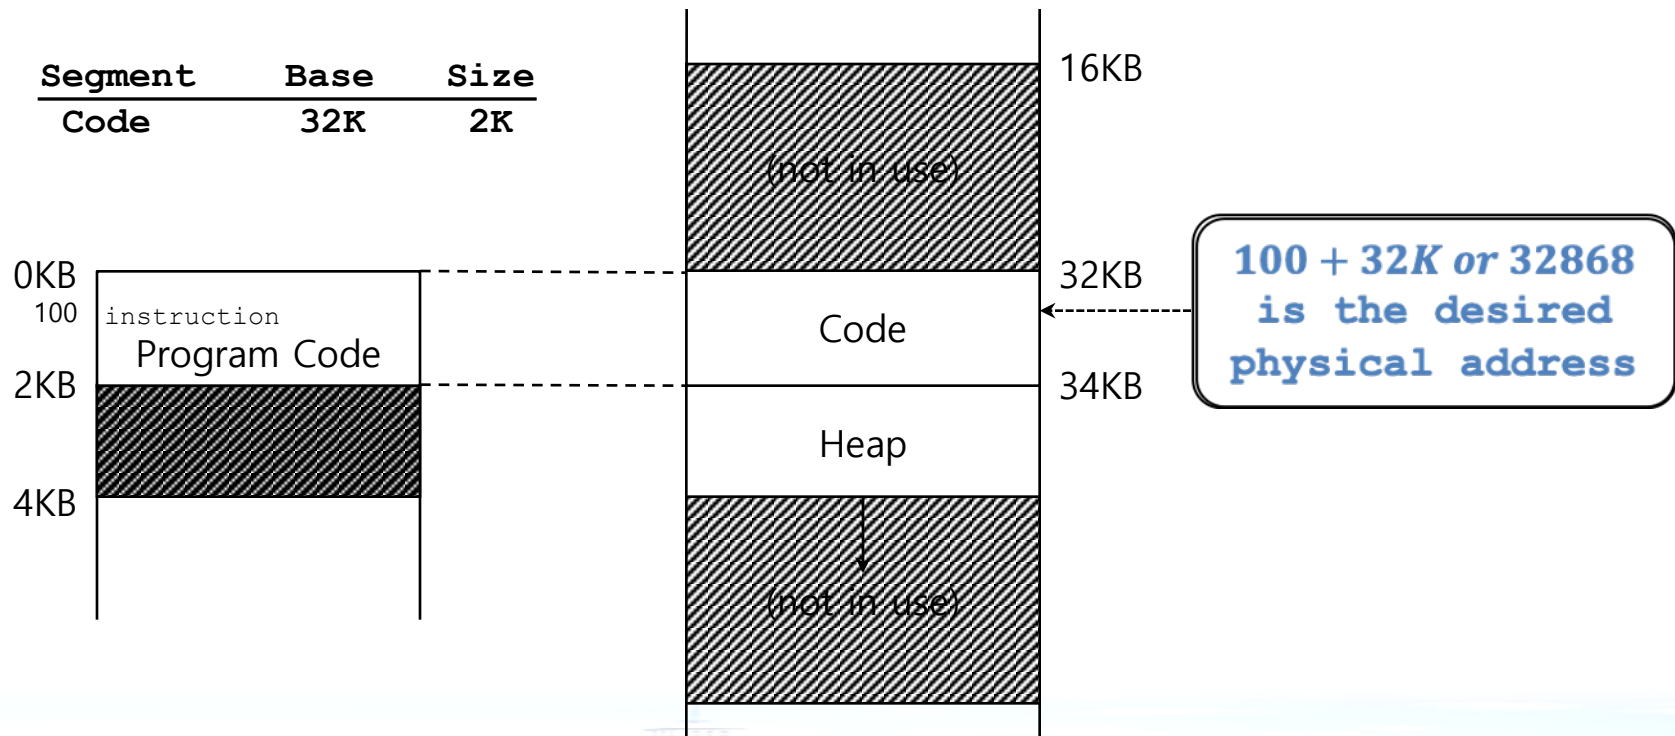 Segment Base Size
Code 32K 2K
0KB
100
instruction
Program Code
2KB
4KB
16KB
(not in use)
32KB
Code
34KB
Heap
(not in use)
100 + 32K or 32868
is the desired
physical address